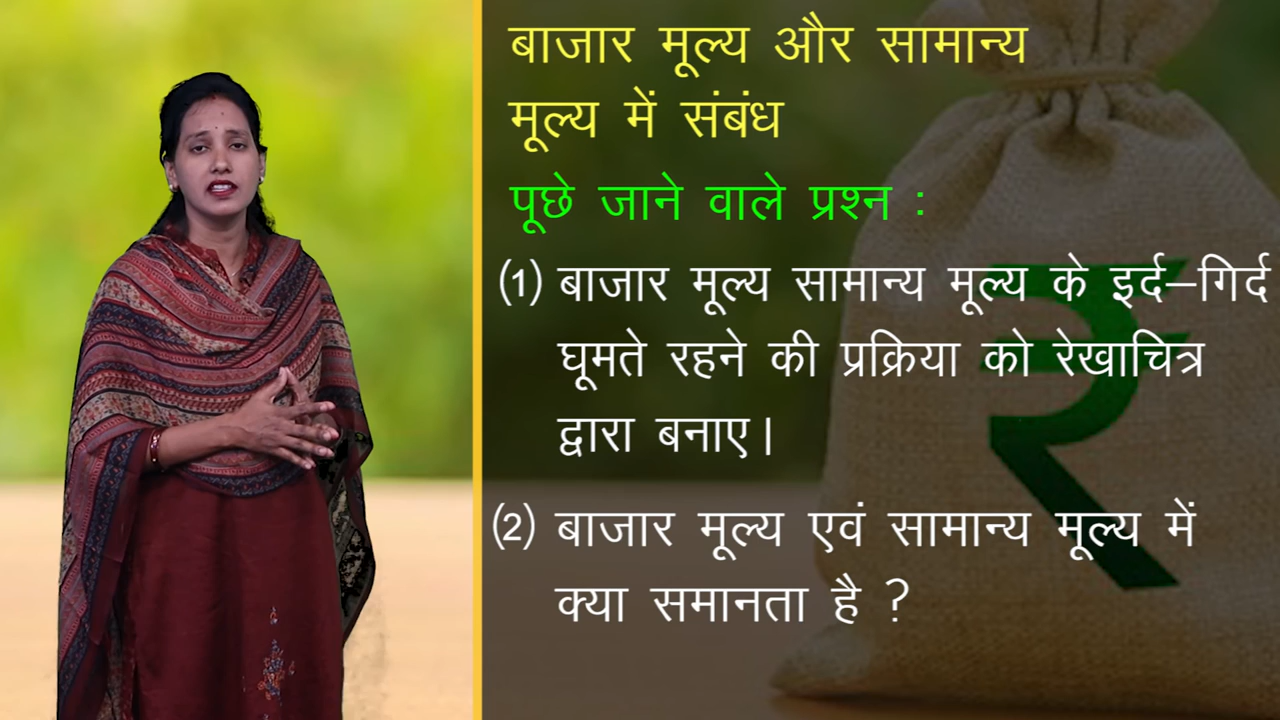 बाजार मूल्य और सामान्य
मूल्य में संबंध
पूछे जाने वाले प्रश्न :
(1) बाजार मूल्य सामान्य मूल्य के इर्द–गिर्द
घूमते रहने की प्रक्रिया को रेखाचित्र
द्वारा बनाए।
(2) बाजार मूल्य एवं सामान्य मूल्य में
क्या समानता है ?
₹